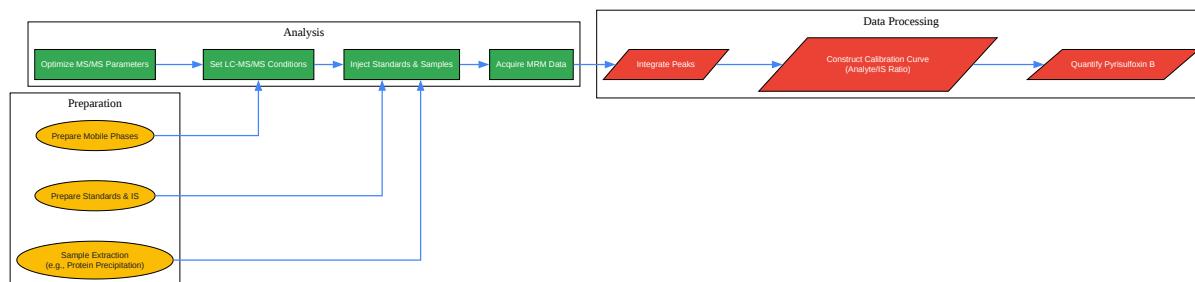 Analysis
Optimize MS/MS Parameters
Set LC-MS/MS Conditions
Inject Standards & Samples
Acquire MRM Data
Data Processing
Integrate Peaks
Construct Calibration Curve
(Analyte/IS Ratio)
Quantify Pyrisulfoxin B
Preparation
Prepare Mobile Phases
Prepare Standards & IS
Sample Extraction
(e.g., Protein Precipitation)